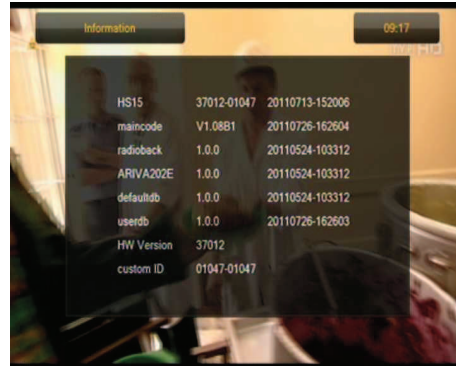 Information 09:17
TVP HD
HS15 37012-01047 20110713-152006
maincode V1.08B1 20110726-162604
radioback 1.0.0 20110524-103312
ARIVA202E 1.0.0 20110524-103312
defaultdb 1.0.0 20110524-103312
userdb 1.0.0 20110726-162603
HW Version 37012
custom ID 01047-01047